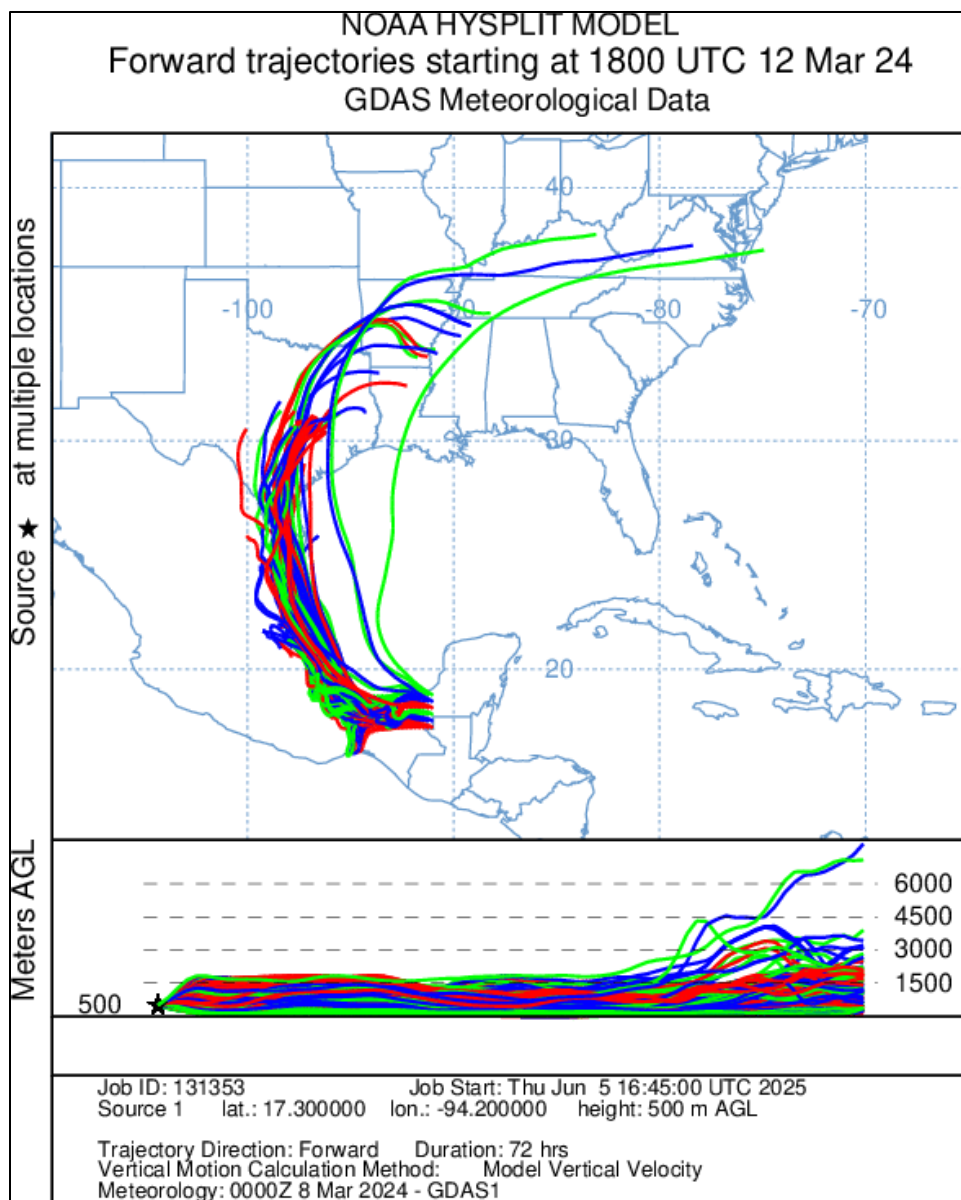 NOAA HYSPLIT MODEL
Forward trajectories starting at 1800 UTC 12 Mar 24
GDAS Meteorological Data
Source ★ at multiple locations
40
-100
-90
-80
-70
30
20
Meters AGL
6000
4500
3000
1500
500
Job ID: 131353 Job Start: Thu Jun 5 16:45:00 UTC 2025
Source 1 lat.: 17.300000 lon.: -94.200000 height: 500 m AGL
Trajectory Direction: Forward Duration: 72 hrs
Vertical Motion Calculation Method: Model Vertical Velocity
Meteorology: 0000Z 8 Mar 2024 - GDAS1